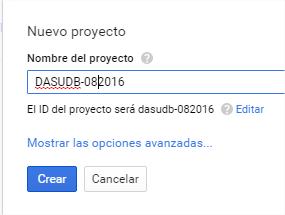 Nuevo proyecto
Nombre del proyecto ?
DASUDB-082016
El ID del proyecto será dasudb-082016 ? Editar
Mostrar las opciones avanzadas...
Crear Cancelar